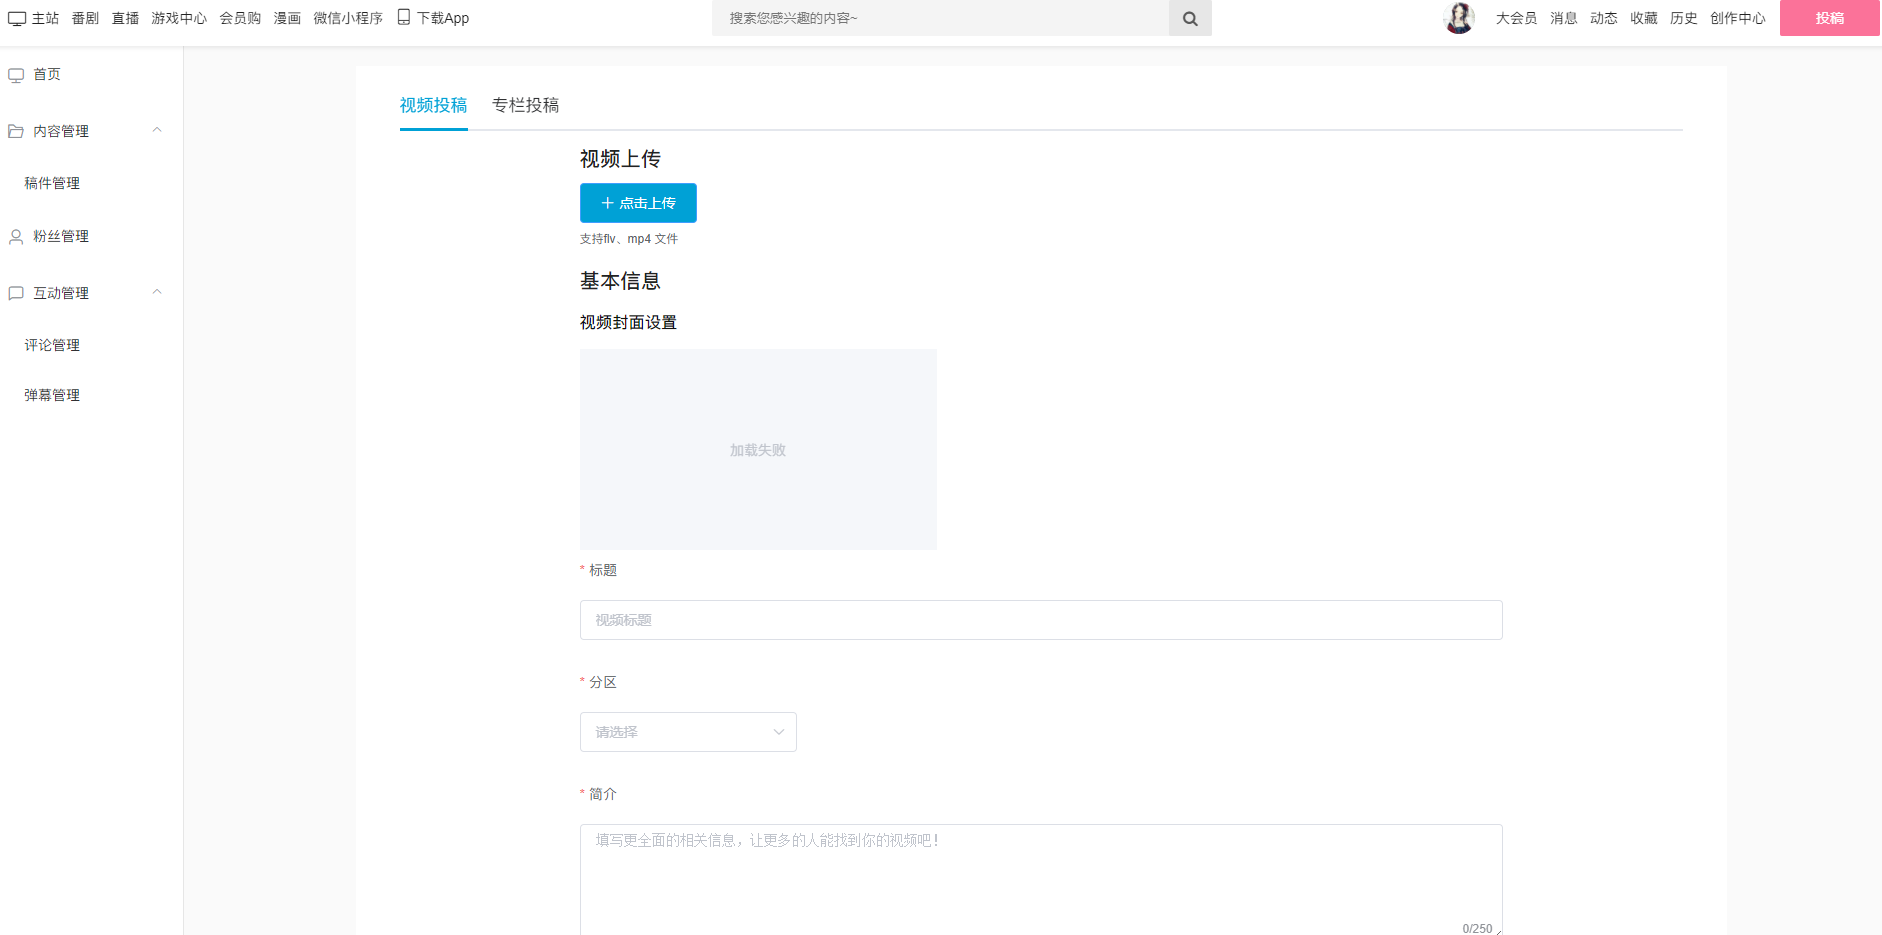 主站 番剧 直播 游戏中心 会员购 漫画 微信小程序 下载App
搜索您感兴趣的内容~
大会员 消息 动态 收藏 历史 创作中心 投稿
首页
内容管理
稿件管理
粉丝管理
互动管理
评论管理
弹幕管理
视频投稿 专栏投稿
视频上传
点击上传
支持flv、mp4 文件
基本信息
视频封面设置
加载失败
* 标题
视频标题
* 分区
请选择
* 简介
填写更全面的相关信息，让更多的人能找到你的视频吧！
0/250